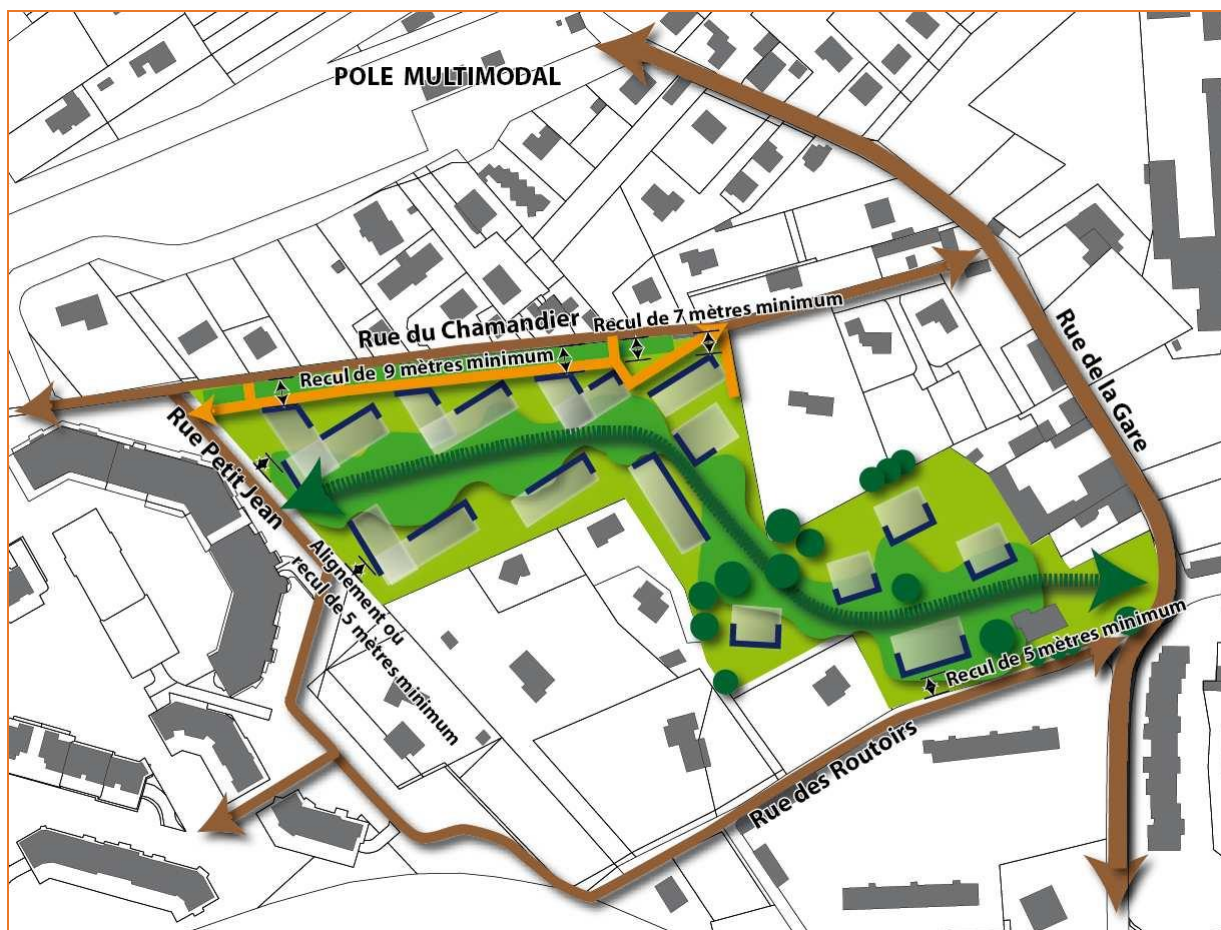 POLE MULTIMODAL
Rue du Chamandier
Recul de 7 mètres minimum
Recul de 9 mètres minimum
Rue de la Gare
Rue Petit Jean
Alignement ou
recul de 5 mètres minimum
Recul de 5 mètres minimum
Rue des Routoirs